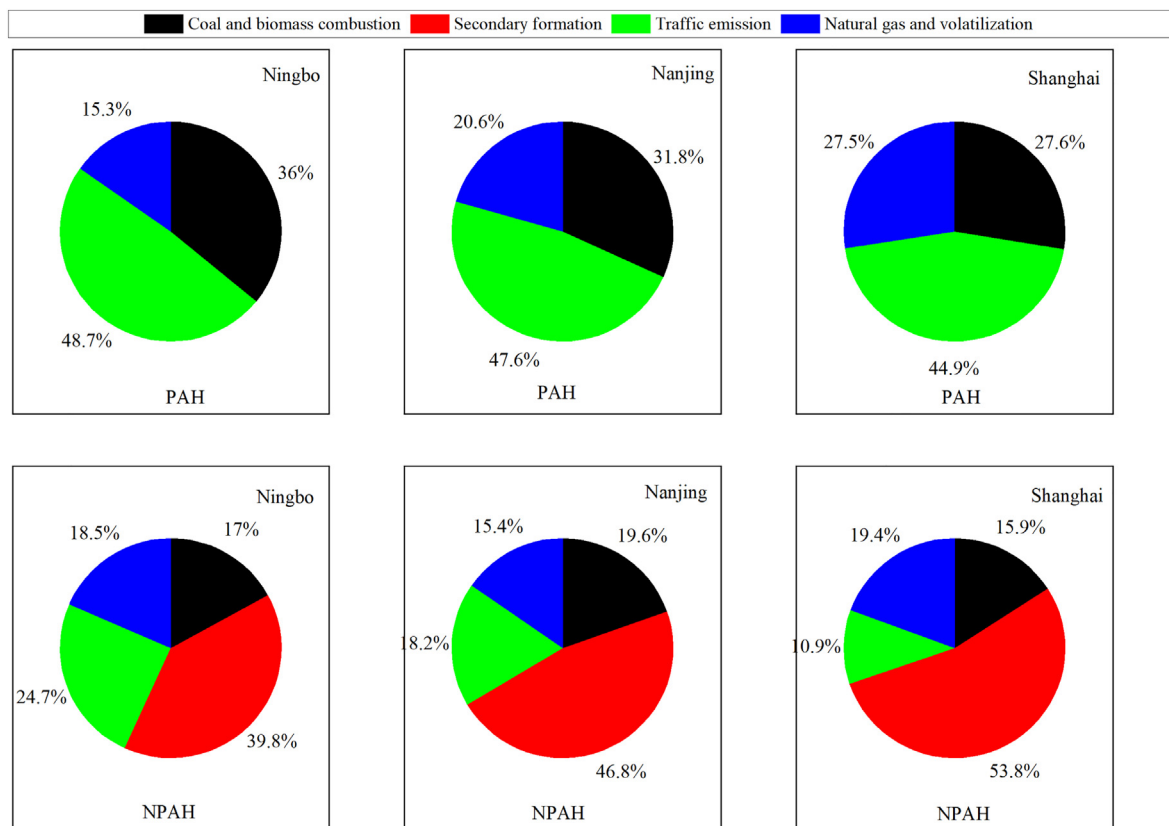 Coal and biomass combustion Secondary formation Traffic emission Natural gas and volatilization
Ningbo
15.3%
36%
48.7%
PAH
Nanjing
20.6%
31.8%
47.6%
PAH
Shanghai
27.5%
27.6%
44.9%
PAH
Ningbo
18.5%
17%
24.7%
39.8%
NPAH
Nanjing
15.4%
19.6%
18.2%
46.8%
NPAH
Shanghai
19.4%
15.9%
10.9%
53.8%
NPAH